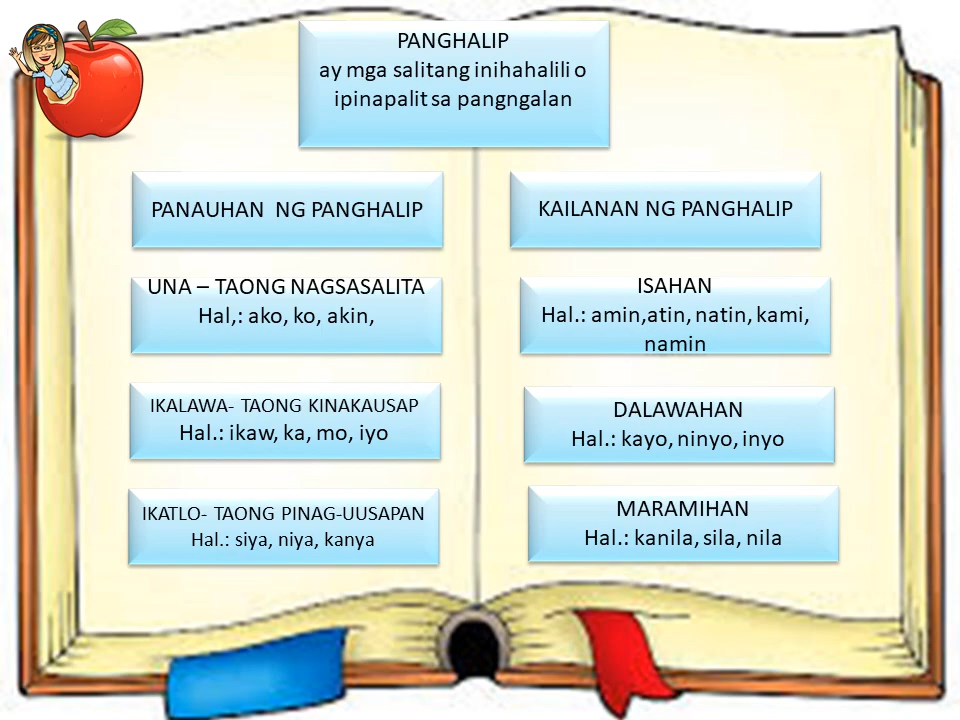 PANGHALIP
ay mga salitang inihahalili o
ipinapalit sa pangngalan
PANAUHAN NG PANGHALIP
UNA – TAONG NAGSASALITA
Hal,: ako, ko, akin,
IKALAWA- TAONG KINAKAUSAP
Hal.: ikaw, ka, mo, iyo
IKATLO- TAONG PINAG-UUSAPAN
Hal.: siya, niya, kanya
KAILANAN NG PANGHALIP
ISAHAN
Hal.: amin,atin, natin, kami,
namin
DALAWAHAN
Hal.: kayo, ninyo, inyo
MARAMIHAN
Hal.: kanila, sila, nila